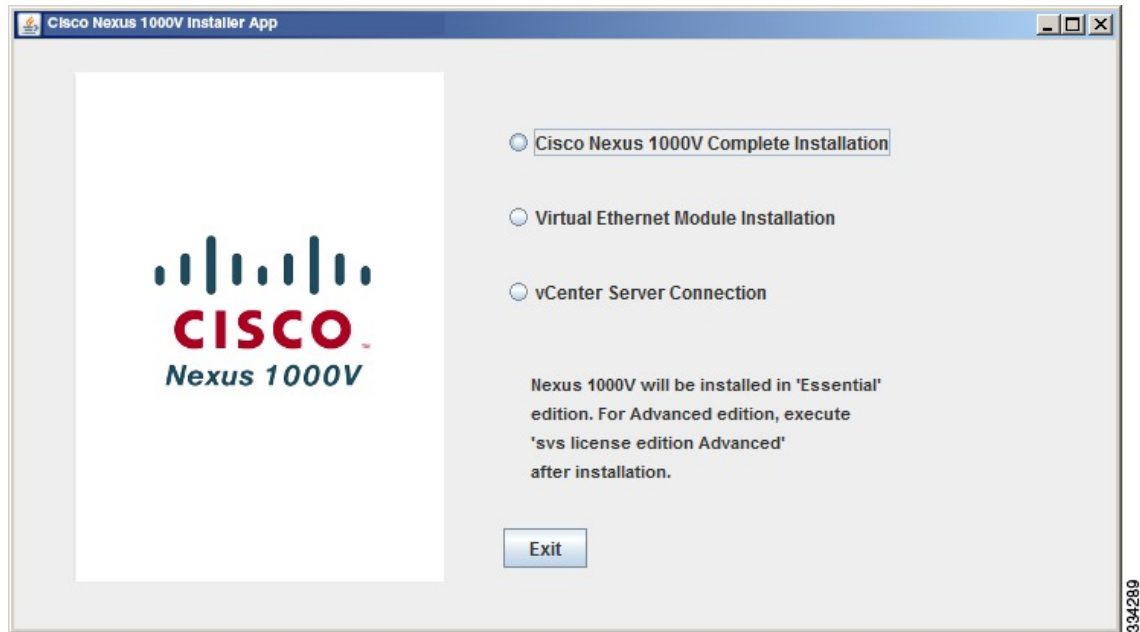 Cisco Nexus 1000V Installer App
Cisco Nexus 1000V Complete Installation
Virtual Ethernet Module Installation
vCenter Server Connection
CISCO™
Nexus 1000V
Nexus 1000V will be installed in 'Essential'
edition. For Advanced edition, execute
'svs license edition Advanced'
after installation.
Exit
334289